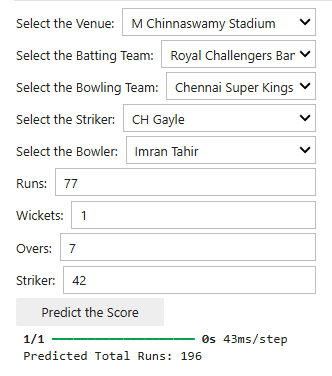 Select the Venue: M Chinnaswamy Stadium
Select the Batting Team: Royal Challengers Ban
Select the Bowling Team: Chennai Super Kings
Select the Striker: CH Gayle
Select the Bowler: Imran Tahir
Runs: 77
Wickets: 1
Overs: 7
Striker: 42
Predict the Score
1/1 ━━━━━━━━━━━━━━━━━━━━ 0s 43ms/step
Predicted Total Runs: 196